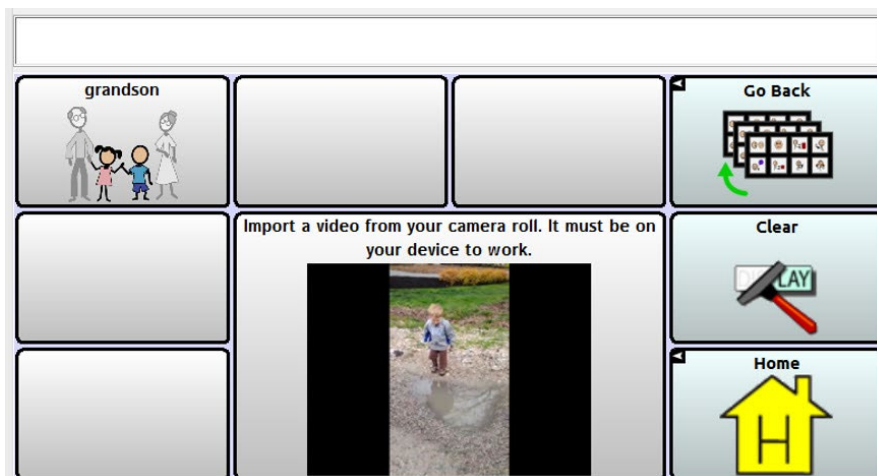 grandson
Go Back
Import a video from your camera roll. It must be on
your device to work.
Clear
DISPLAY
Home
H